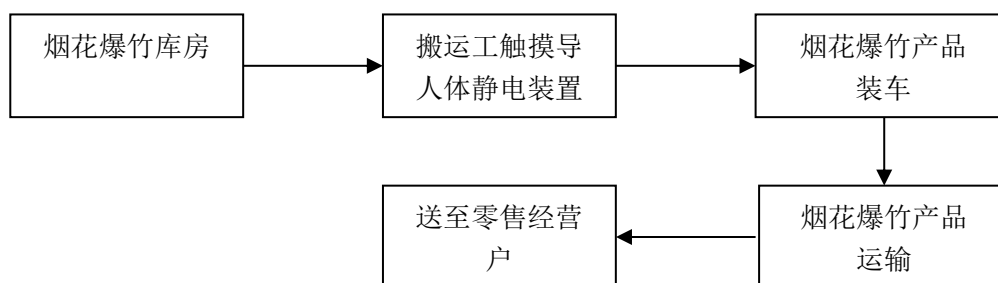 烟花爆竹库房
搬运工触摸导
人体静电装置
烟花爆竹产品
装车
烟花爆竹产品
运输
送至零售经营
户